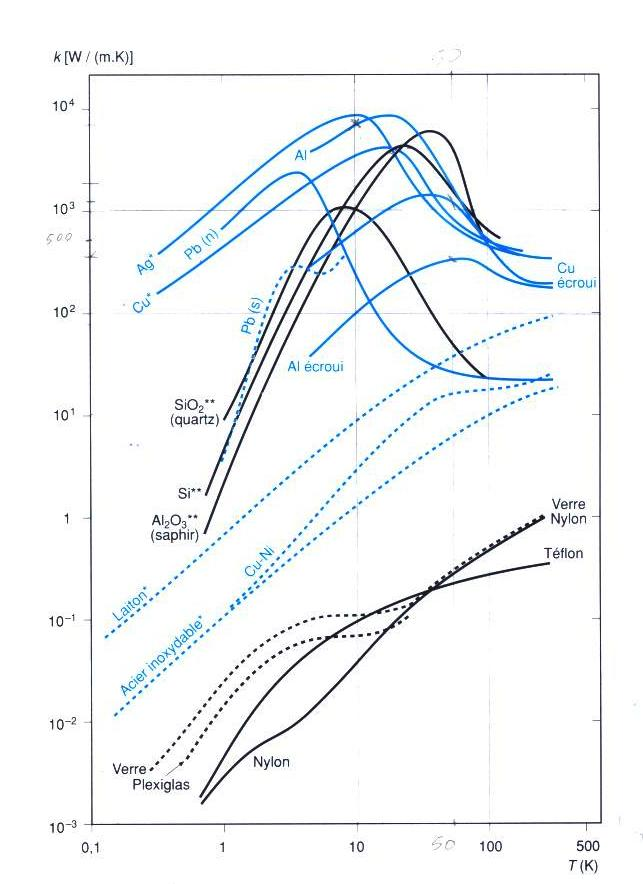 k [W / (m.K)]
50
10⁴
Al
10³
500
Ag*
Pb (n)
Cu*
Cu
écroui
10²
Pb (s)
Al écroui
SiO₂**
(quartz)
10¹
Si**
Al₂O₃**
(saphir)
1
Verre
Nylon
Téflon
Cu-Ni
Laiton*
10⁻¹
Acier inoxydable*
10⁻²
Verre
Plexiglas
Nylon
10⁻³
0,1
1
10
50
100
500
T (K)